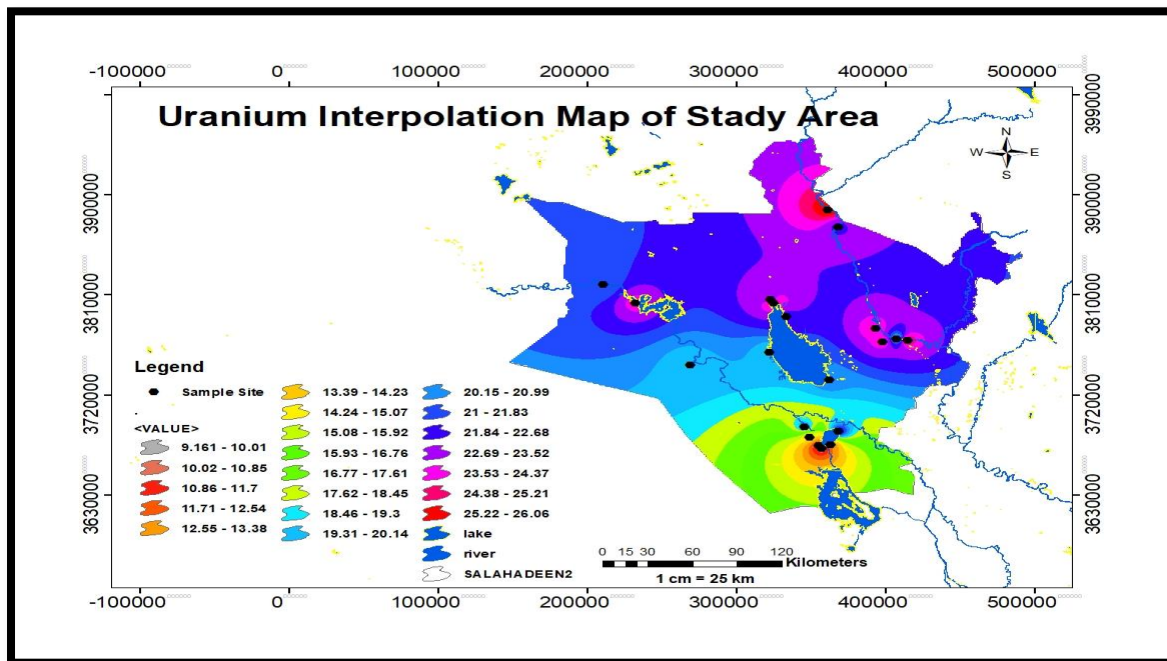 -100000 0 100000 200000 300000 400000 500000
Uranium Interpolation Map of Stady Area
N
W E
S
3990000 3990000
3900000 3900000
3810000 3810000
3720000 3720000
3630000 3630000
Legend
Sample Site
<VALUE>
9.161 - 10.01
10.02 - 10.85
10.86 - 11.7
11.71 - 12.54
12.55 - 13.38
13.39 - 14.23
14.24 - 15.07
15.08 - 15.92
15.93 - 16.76
16.77 - 17.61
17.62 - 18.45
18.46 - 19.3
19.31 - 20.14
20.15 - 20.99
21 - 21.83
21.84 - 22.68
22.69 - 23.52
23.53 - 24.37
24.38 - 25.21
25.22 - 26.06
lake
river
SALAHADEEN2
0 15 30 60 90 120
Kilometers
1 cm = 25 km
-100000 0 100000 200000 300000 400000 500000